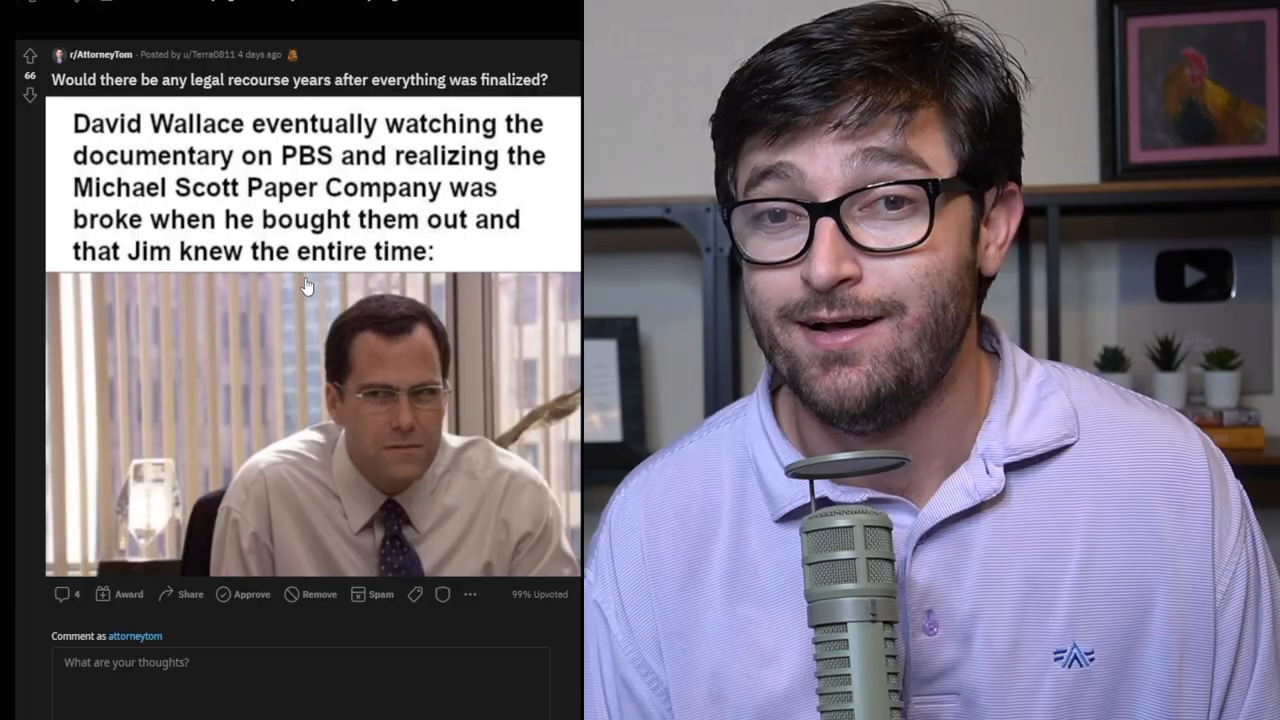 r/AttorneyTom · Posted by u/Terra0811 4 days ago
66
Would there be any legal recourse years after everything was finalized?
David Wallace eventually watching the
documentary on PBS and realizing the
Michael Scott Paper Company was
broke when he bought them out and
that Jim knew the entire time:
4 Award Share Approve Remove Spam ... 99% Upvoted
Comment as attorneytom
What are your thoughts?